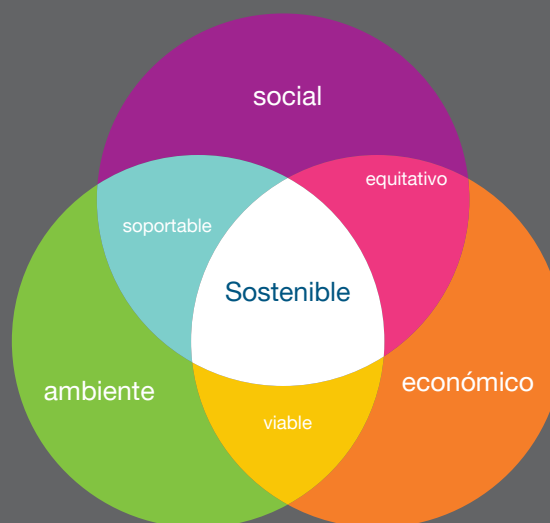 social
equitativo
soportable
Sostenible
ambiente
económico
viable